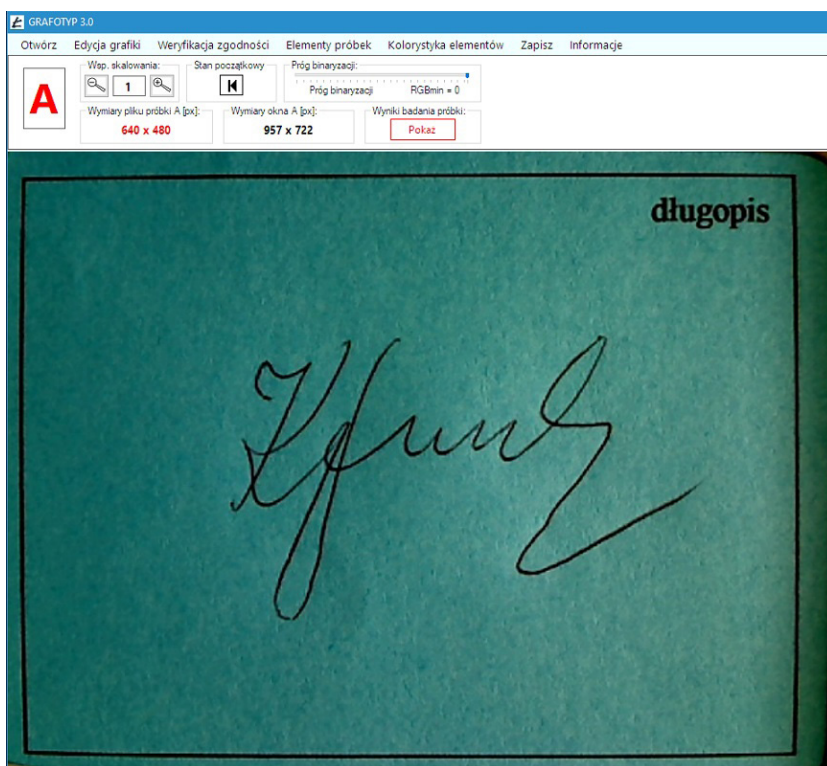 GRAFOTYP 3.0
Otwórz Edycja grafiki Weryfikacja zgodności Elementy próbek Kolorystyka elementów Zapisz Informacje
Wsp. skalowania: Stan początkowy Próg binaryzacji:
A
1
Próg binaryzacji RGBmin = 0
Wymiary pliku próbki A [px]: Wymiary okna A [px]: Wyniki badania próbki:
640 x 480 957 x 722 Pokaż
długopis